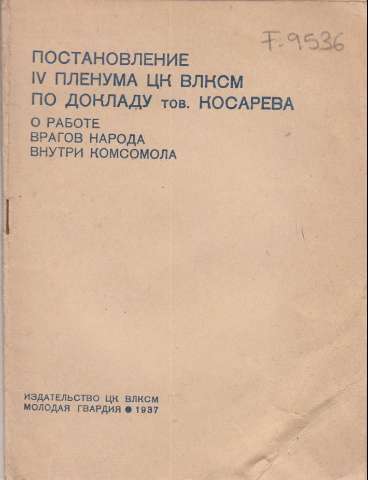 F. 9536
ПОСТАНОВЛЕНИЕ
IV ПЛЕНУМА ЦК ВЛКСМ
ПО ДОКЛАДУ тов. КОСАРЕВА
О РАБОТЕ
ВРАГОВ НАРОДА
ВНУТРИ КОМСОМОЛА
ИЗДАТЕЛЬСТВО ЦК ВЛКСМ
МОЛОДАЯ ГВАРДИЯ ● 1937